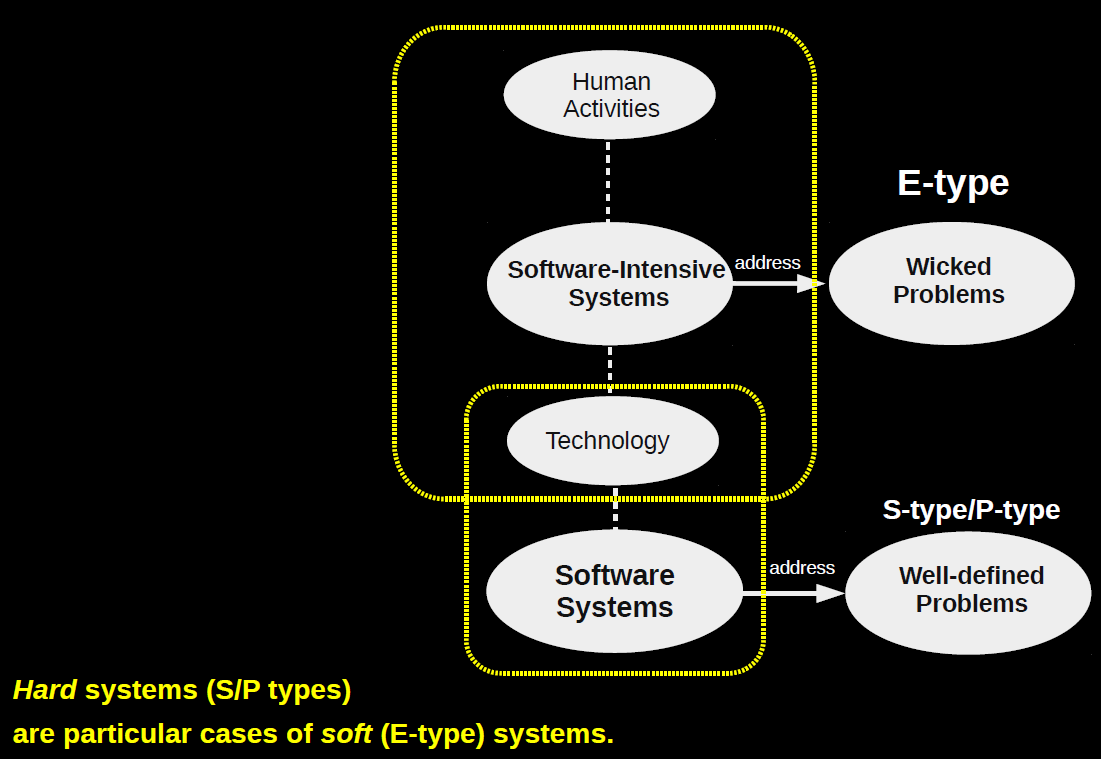 Human
Activities
E-type
Software-Intensive
Systems
address
Wicked
Problems
Technology
S-type/P-type
Software
Systems
address
Well-defined
Problems
Hard systems (S/P types)
are particular cases of soft (E-type) systems.